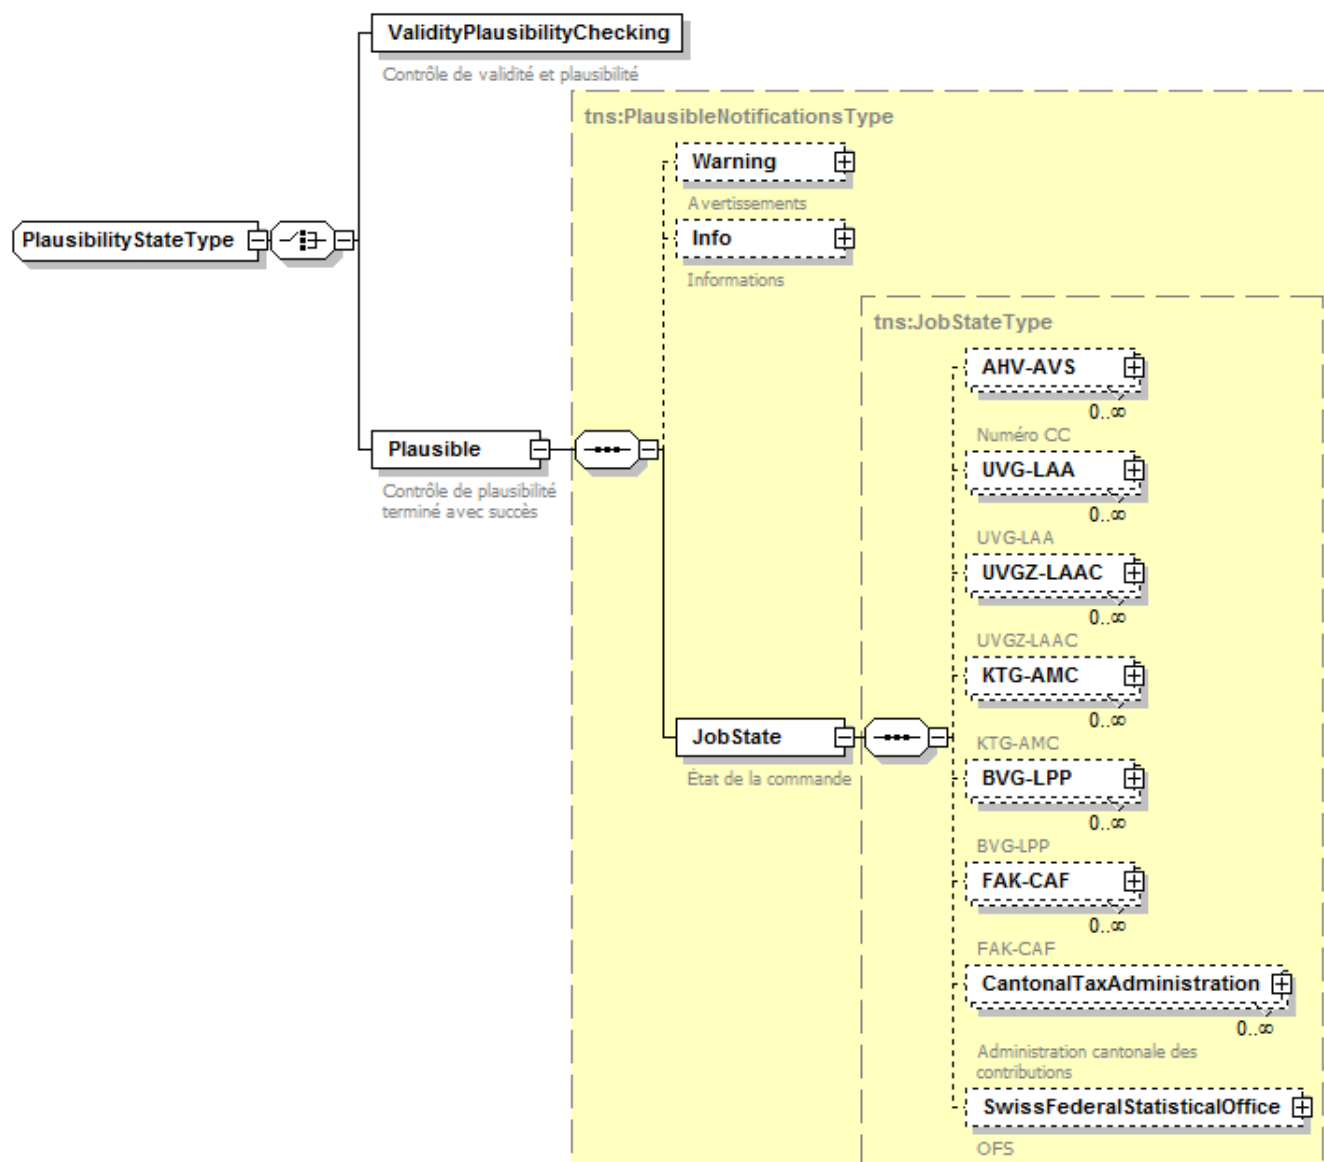 ValidityPlausibilityChecking
Contrôle de validité et plausibilité
tns:PlausibleNotificationsType
Warning
Avertissements
PlausibilityStateType
Info
Informations
tns:JobStateType
AHV-AVS
0..∞
Numéro CC
Plausible
Contrôle de plausibilité
terminé avec succès
UVG-LAA
0..∞
UVG-LAA
UVGZ-LAAC
0..∞
UVGZ-LAAC
KTG-AMC
0..∞
KTG-AMC
JobState
État de la commande
BVG-LPP
0..∞
BVG-LPP
FAK-CAF
0..∞
FAK-CAF
CantonalTaxAdministration
0..∞
Administration cantonale des
contributions
SwissFederalStatisticalOffice
OFS